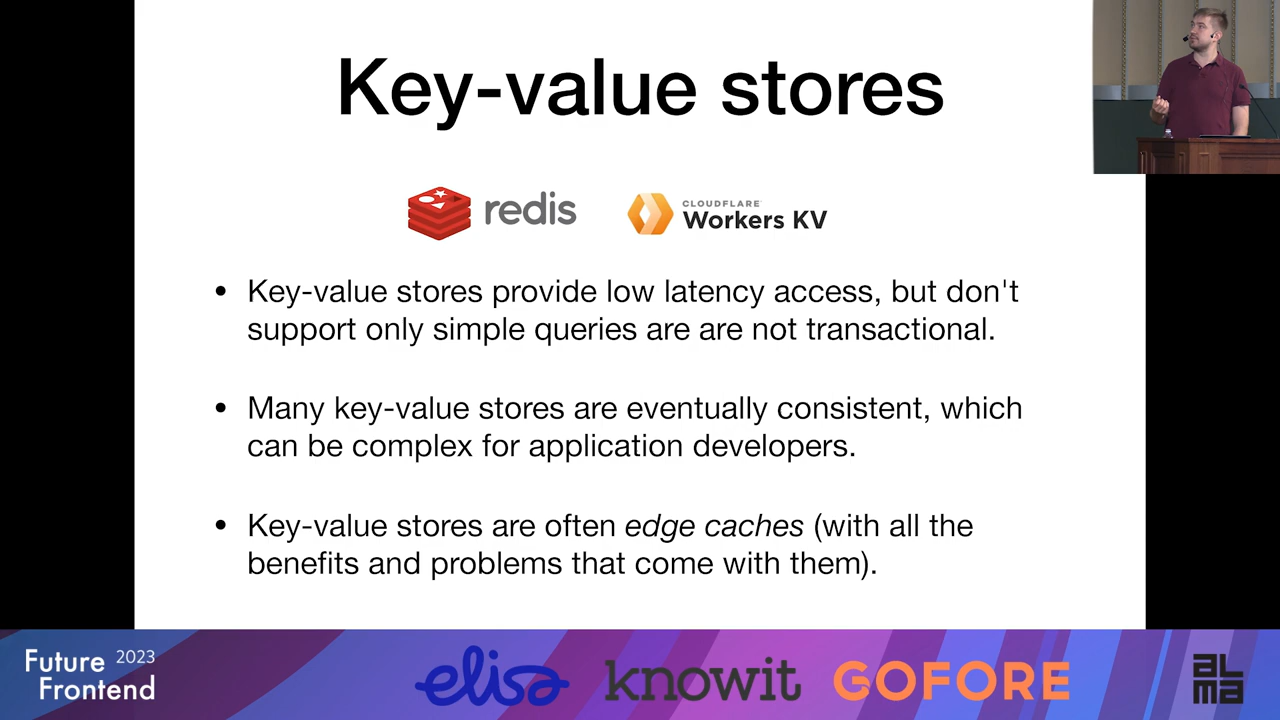 Key-value stores
redis
CLOUDFLARE
Workers KV
• Key-value stores provide low latency access, but don't
support only simple queries are are not transactional.
• Many key-value stores are eventually consistent, which
can be complex for application developers.
• Key-value stores are often edge caches (with all the
benefits and problems that come with them).
Future 2023
Frontend
elisa
knowit
GOFORE
ALMA